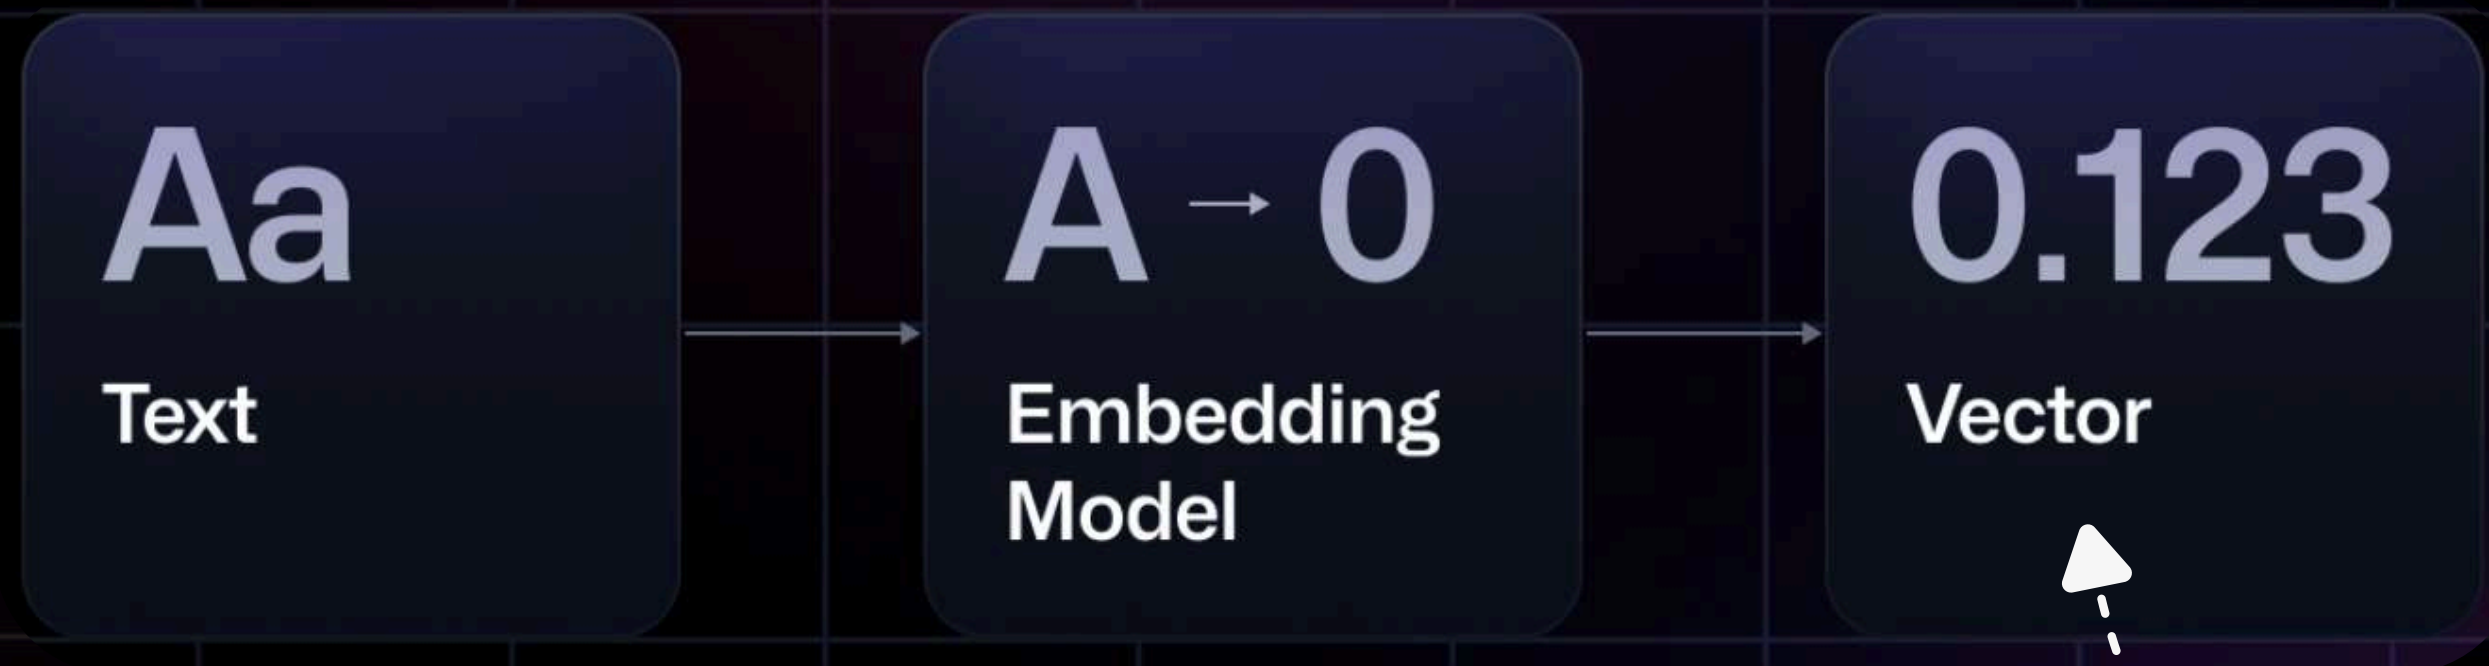 Aa
Text
A → 0
Embedding
Model
0.123
Vector